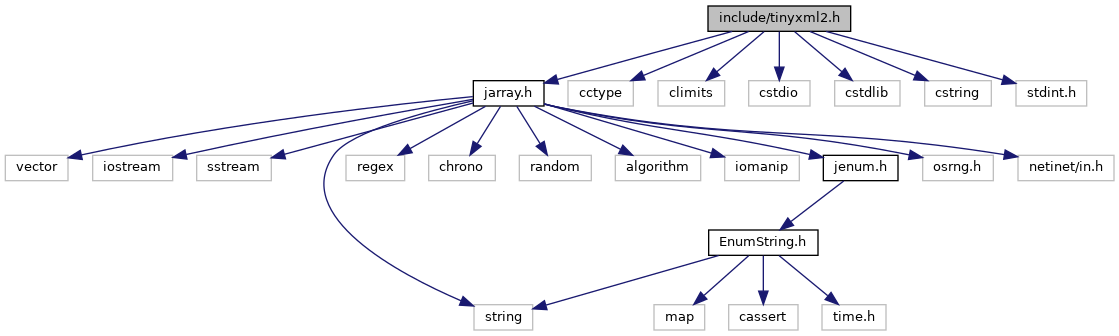 include/tinyxml2.h
jarray.h
cctype
climits
cstdio
cstdlib
cstring
stdint.h
vector
iostream
sstream
regex
chrono
random
algorithm
iomanip
jenum.h
osrng.h
netinet/in.h
EnumString.h
string
map
cassert
time.h